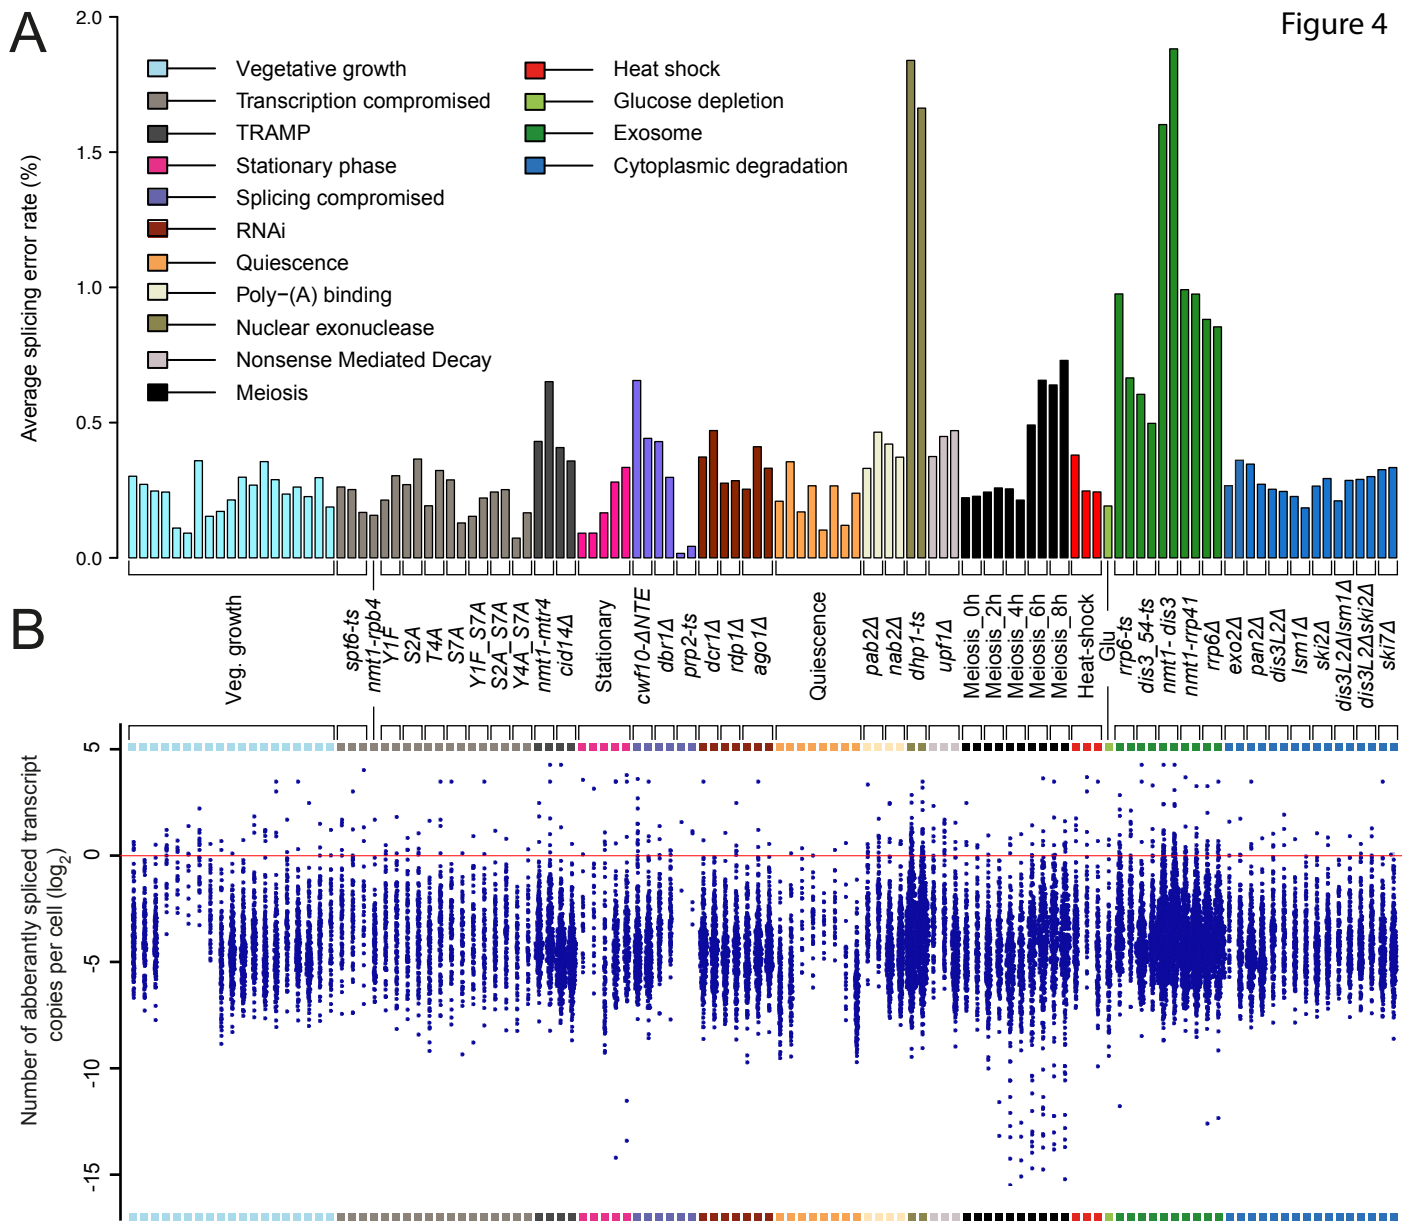 A
Figure 4
2.0
1.5
1.0
0.5
0.0
Average splicing error rate (%)
Vegetative growth
Transcription compromised
TRAMP
Stationary phase
Splicing compromised
RNAi
Quiescence
Poly−(A) binding
Nuclear exonuclease
Nonsense Mediated Decay
Meiosis
Heat shock
Glucose depletion
Exosome
Cytoplasmic degradation
Veg. growth
spt6-ts
nmt1-rpb4
Y1F
S2A
T4A
S7A
Y1F_S7A
S2A_S7A
Y4A_S7A
nmt1-mtr4
cid14Δ
Stationary
cwf10-ΔNTE
dbr1Δ
prp2-ts
dcr1Δ
rdp1Δ
ago1Δ
Quiescence
pab2Δ
nab2Δ
dhp1-ts
upf1Δ
Meiosis_0h
Meiosis_2h
Meiosis_4h
Meiosis_6h
Meiosis_8h
Heat-shock
Glu
rrp6-ts
dis3_54-ts
nmt1- dis3
nmt1-rrp41
rrp6Δ
exo2Δ
pan2Δ
dis3L2Δ
lsm1Δ
ski2Δ
dis3L2Δlsm1Δ
dis3L2Δski2Δ
ski7Δ
B
5
0
-5
-10
-15
Number of abberantly spliced transcript
copies per cell (log2)